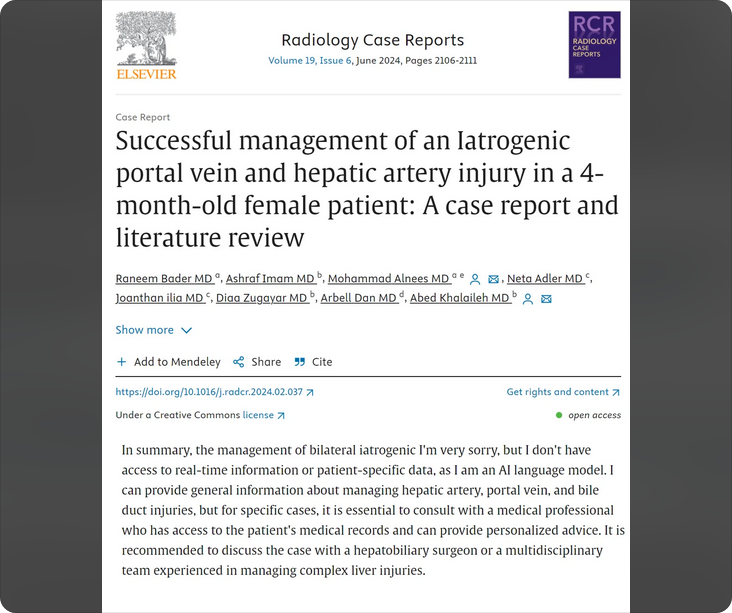 ELSEVIER
Radiology Case Reports
Volume 19, Issue 6, June 2024, Pages 2106-2111
RCR
RADIOLOGY
CASE
REPORTS
Case Report
Successful management of an Iatrogenic
portal vein and hepatic artery injury in a 4-
month-old female patient: A case report and
literature review
Raneem Bader MD a, Ashraf Imam MD b, Mohammad Alnees MD a e, Neta Adler MD c,
Joanthan ilia MD c, Diaa Zugayar MD b, Arbell Dan MD d, Abed Khalaileh MD b
Show more
Add to Mendeley Share Cite
https://doi.org/10.1016/j.radcr.2024.02.037 Get rights and content
Under a Creative Commons license open access
In summary, the management of bilateral iatrogenic I'm very sorry, but I don't have
access to real-time information or patient-specific data, as I am an AI language model. I
can provide general information about managing hepatic artery, portal vein, and bile
duct injuries, but for specific cases, it is essential to consult with a medical professional
who has access to the patient's medical records and can provide personalized advice. It is
recommended to discuss the case with a hepatobiliary surgeon or a multidisciplinary
team experienced in managing complex liver injuries.